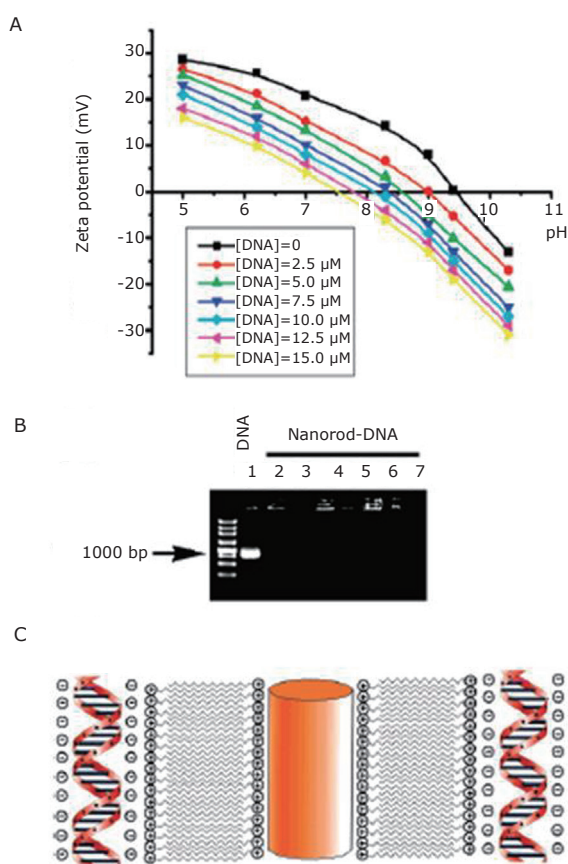 A
Zeta potential (mV)
30
20
10
0
-10
-20
-30
5 6 7 8 9 10 11
pH
[DNA]=0
[DNA]=2.5 µM
[DNA]=5.0 µM
[DNA]=7.5 µM
[DNA]=10.0 µM
[DNA]=12.5 µM
[DNA]=15.0 µM
B
DNA
Nanorod-DNA
1 2 3 4 5 6 7
1000 bp
C